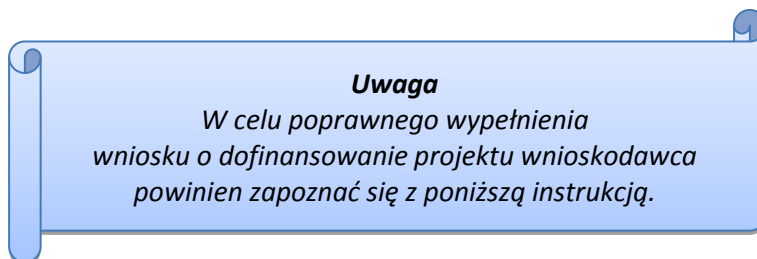 Uwaga
W celu poprawnego wypełnienia
wniosku o dofinansowanie projektu wnioskodawca
powinien zapoznać się z poniższą instrukcją.